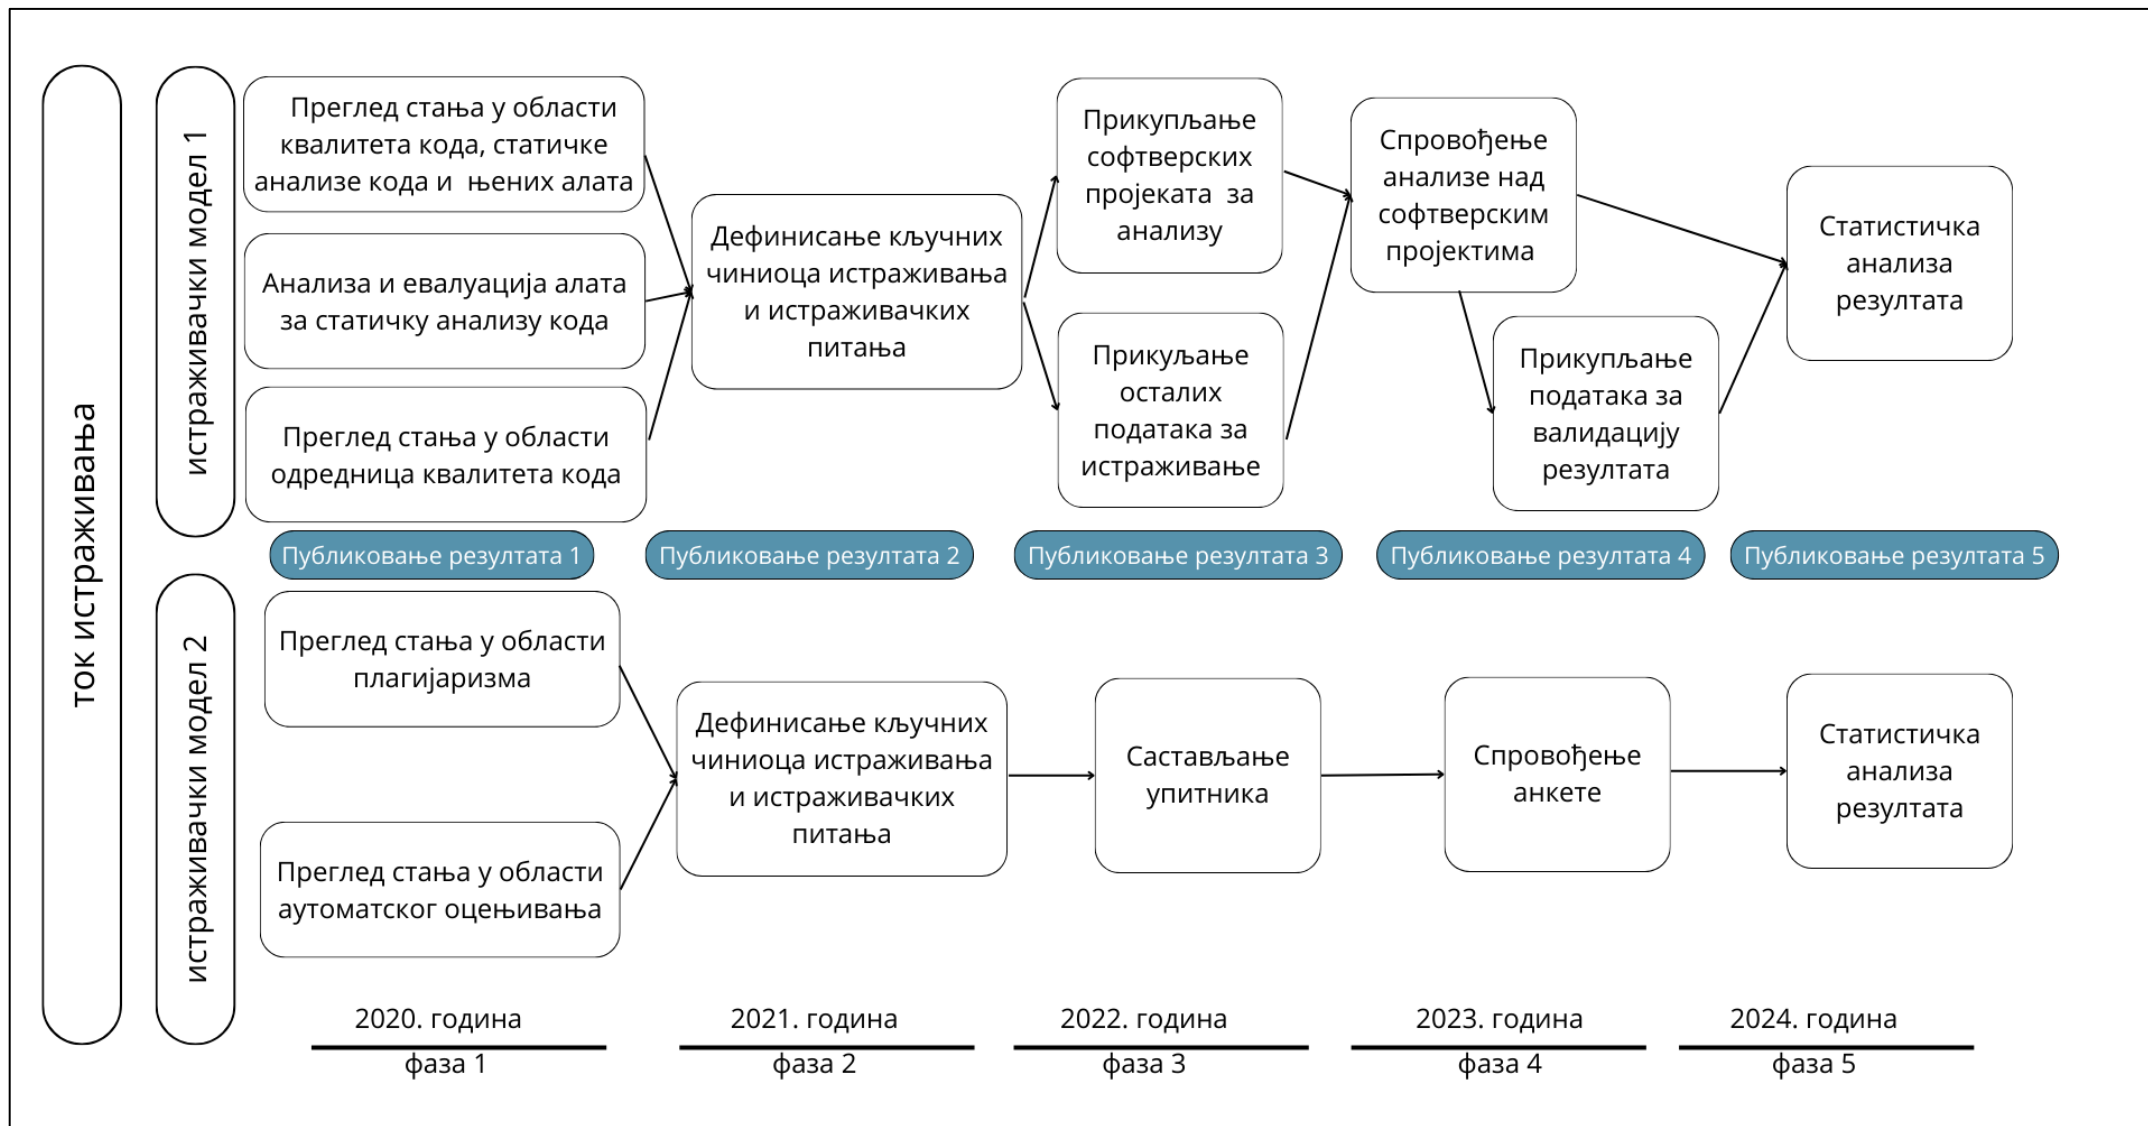 ток истраживања
истраживачки модел 1
Преглед стања у области
квалитета кода, статичке
анализе кода и њених алата
Анализа и евалуација алата
за статичку анализу кода
Преглед стања у области
одредница квалитета кода
Дефинисање кључних
чиниоца истраживања
и истраживачких
питања
Прикупљање
софтверских
пројеката за
анализу
Прикуљање
осталих
података за
истраживање
Спровођење
анализе над
софтверским
пројектима
Прикупљање
података за
валидацију
резултата
Статистичка
анализа
резултата
Публиковање резултата 1
Публиковање резултата 2
Публиковање резултата 3
Публиковање резултата 4
Публиковање резултата 5
истраживачки модел 2
Преглед стања у области
плагијаризма
Преглед стања у области
аутоматског оцењивања
Дефинисање кључних
чиниоца истраживања
и истраживачких
питања
Састављање
упитника
Спровођење
анкете
Статистичка
анализа
резултата
2020. година
фаза 1
2021. година
фаза 2
2022. година
фаза 3
2023. година
фаза 4
2024. година
фаза 5